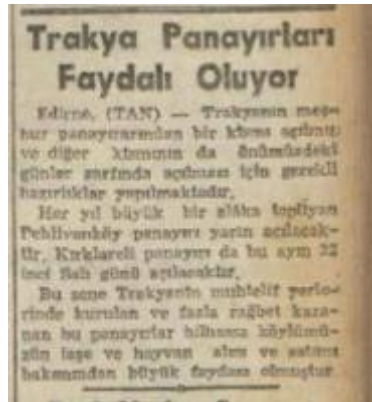 Trakya Panayırları
Faydalı Oluyor
Edirne, (TAN) — Trakyanın meş-
hur panayırlarından bir kısmı açılmış
ve diğer kısmının da önümüzdeki
günler zarfında açılması için gerekli
hazırlıklar yapılmaktadır.
Her yıl büyük bir alâka toplıyan
Pehlivanköy panayırı yarın açılacak-
tır. Kırklareli panayırı da bu ayın 22
inci Salı günü açılacaktır.
Bu sene Trakyanın muhtelif yerle-
rinde kurulan ve fazla rağbet kaza-
nan bu panayırlar bilhassa köylümü-
zün iaşe ve hayvan alım ve satımı
bakımından büyük faydası olmuştur